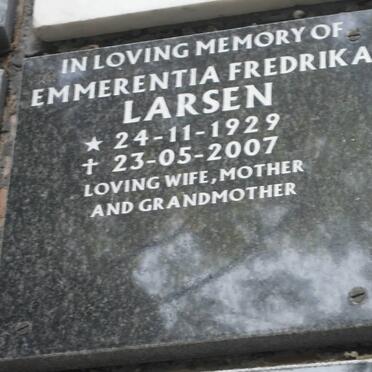 IN LOVING MEMORY OF
EMMERENTIA FREDRIKA
LARSEN
★ 24-11-1929
✝ 23-05-2007
LOVING WIFE, MOTHER
AND GRANDMOTHER